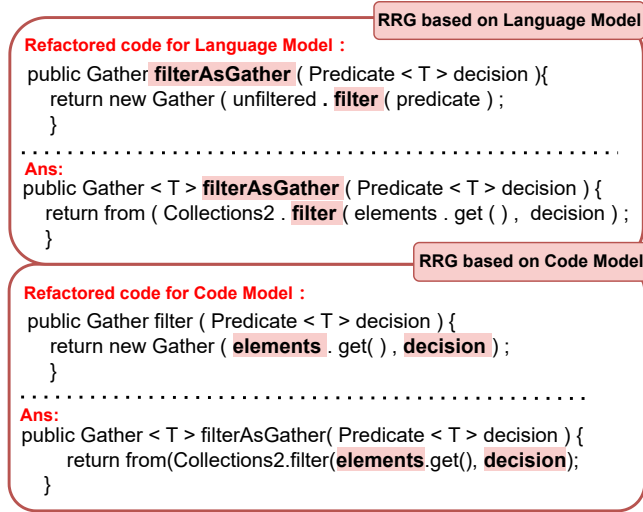 RRG based on Language Model
Refactored code for Language Model :
public Gather filterAsGather ( Predicate < T > decision ){
return new Gather ( unfiltered . filter ( predicate ) ;
}
Ans:
public Gather < T > filterAsGather ( Predicate < T > decision ) {
return from ( Collections2 . filter ( elements . get ( ) , decision ) ;
}
RRG based on Code Model
Refactored code for Code Model :
public Gather filter ( Predicate < T > decision ) {
return new Gather ( elements . get( ) , decision ) ;
}
Ans:
public Gather < T > filterAsGather( Predicate < T > decision ) {
return from(Collections2.filter(elements.get(), decision);
}